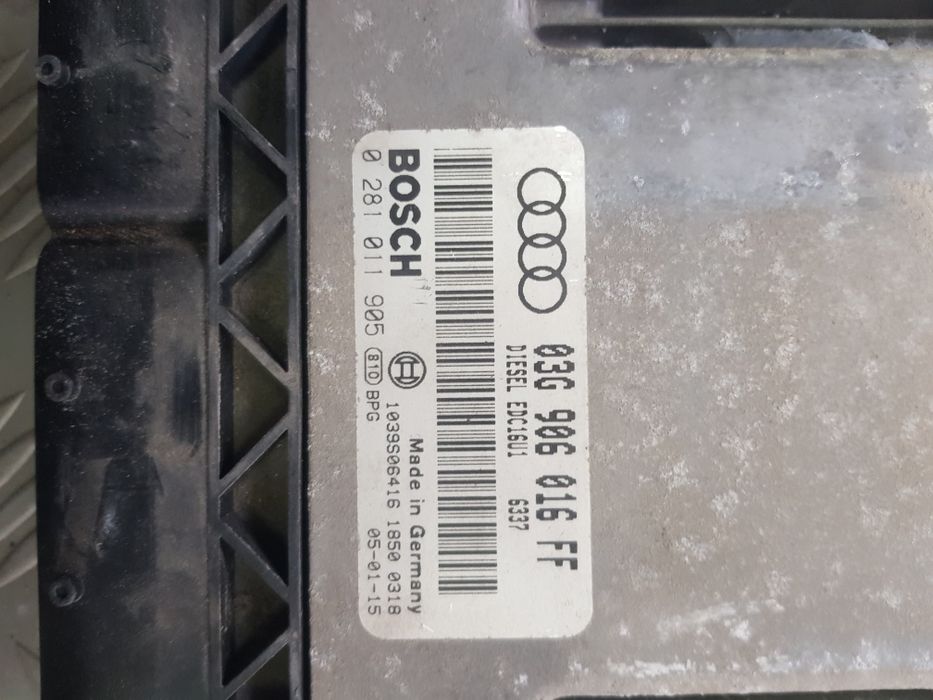 03G 906 016 FF
DIESEL EDC16U1 6337
BOSCH
Made in Germany
1039S06416 1850 0318
0 281 011 905 810 BPG 05-01-15